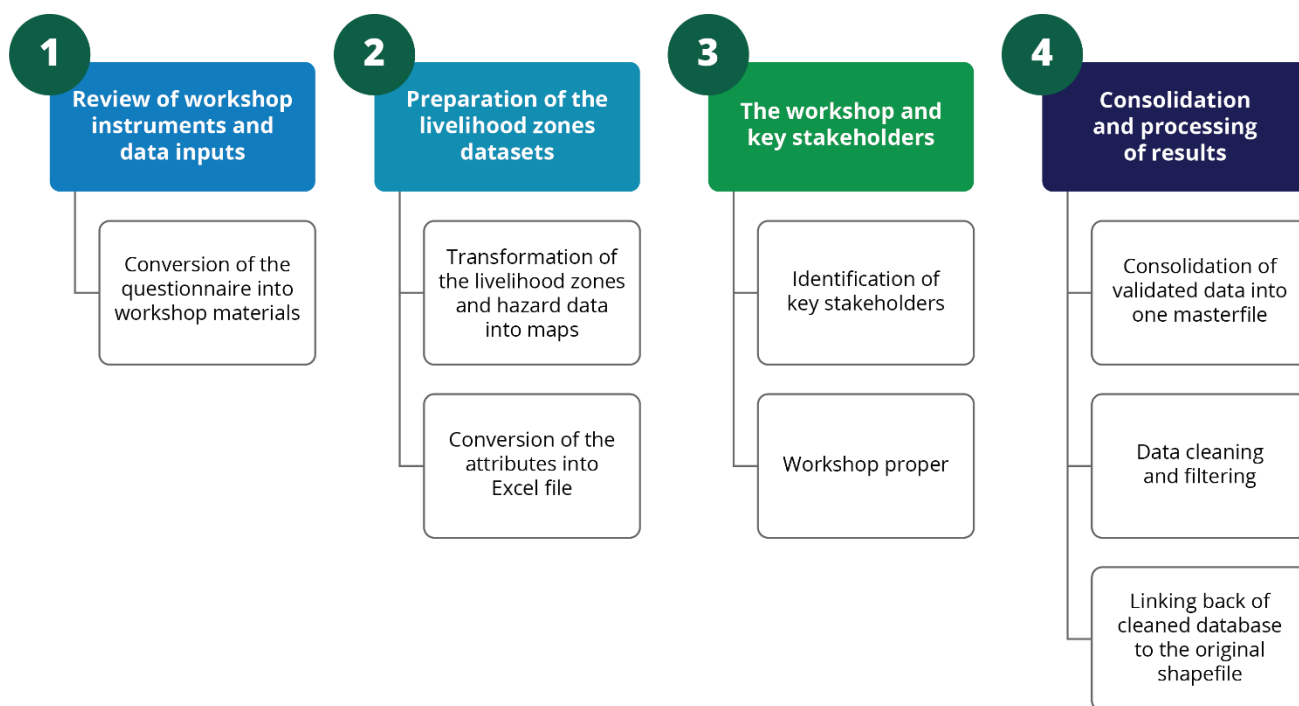 1
Review of workshop
instruments and
data inputs
Conversion of the
questionnaire into
workshop materials
2
Preparation of the
livelihood zones
datasets
Transformation of
the livelihood zones
and hazard data
into maps
Conversion of the
attributes into
Excel file
3
The workshop and
key stakeholders
Identification of
key stakeholders
Workshop proper
4
Consolidation
and processing
of results
Consolidation of
validated data into
one masterfile
Data cleaning
and filtering
Linking back of
cleaned database
to the original
shapefile